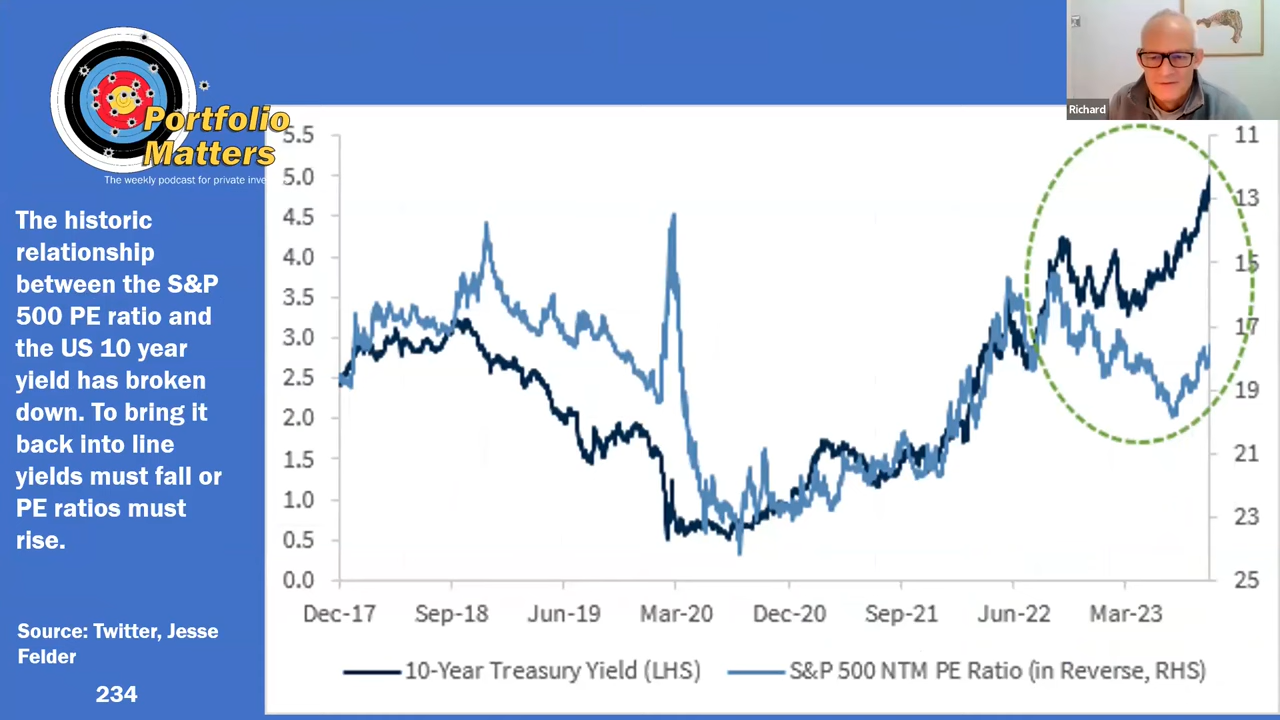 Richard
Portfolio
Matters
The weekly podcast for private
The historic
relationship
between the S&P
500 PE ratio and
the US 10 year
yield has broken
down. To bring it
back into line
yields must fall or
PE ratios must
rise.
Source: Twitter, Jesse
Felder
234
5.5
5.0
4.5
4.0
3.5
3.0
2.5
2.0
1.5
1.0
0.5
0.0
11
13
15
17
19
21
23
25
Dec-17 Sep-18 Jun-19 Mar-20 Dec-20 Sep-21 Jun-22 Mar-23
10-Year Treasury Yield (LHS) S&P 500 NTM PE Ratio (in Reverse, RHS)